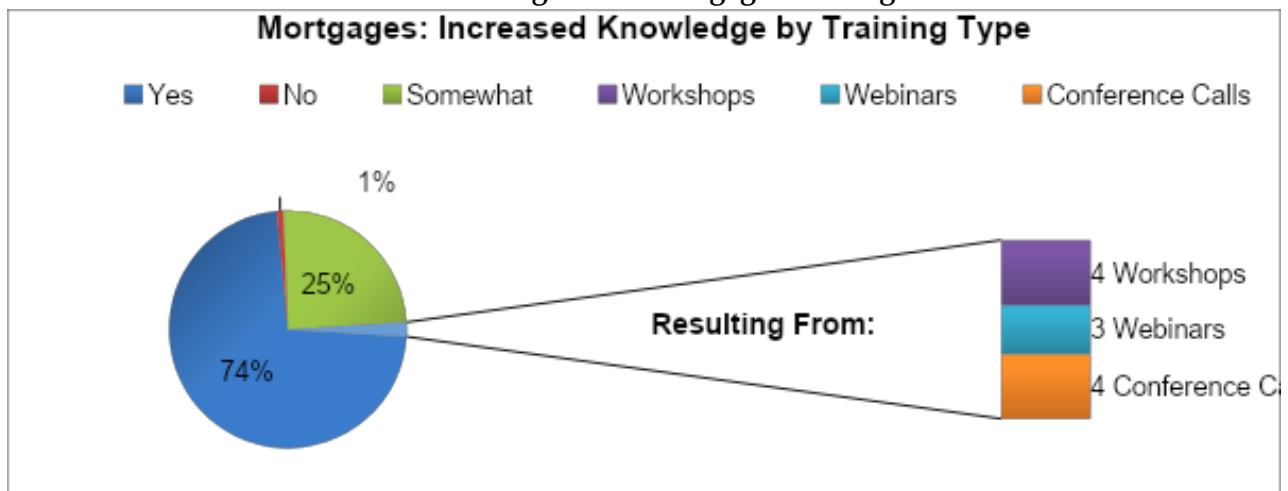 Mortgages: Increased Knowledge by Training Type
Yes No Somewhat Workshops Webinars Conference Calls
1%
25%
74%
Resulting From:
4 Workshops
3 Webinars
4 Conference